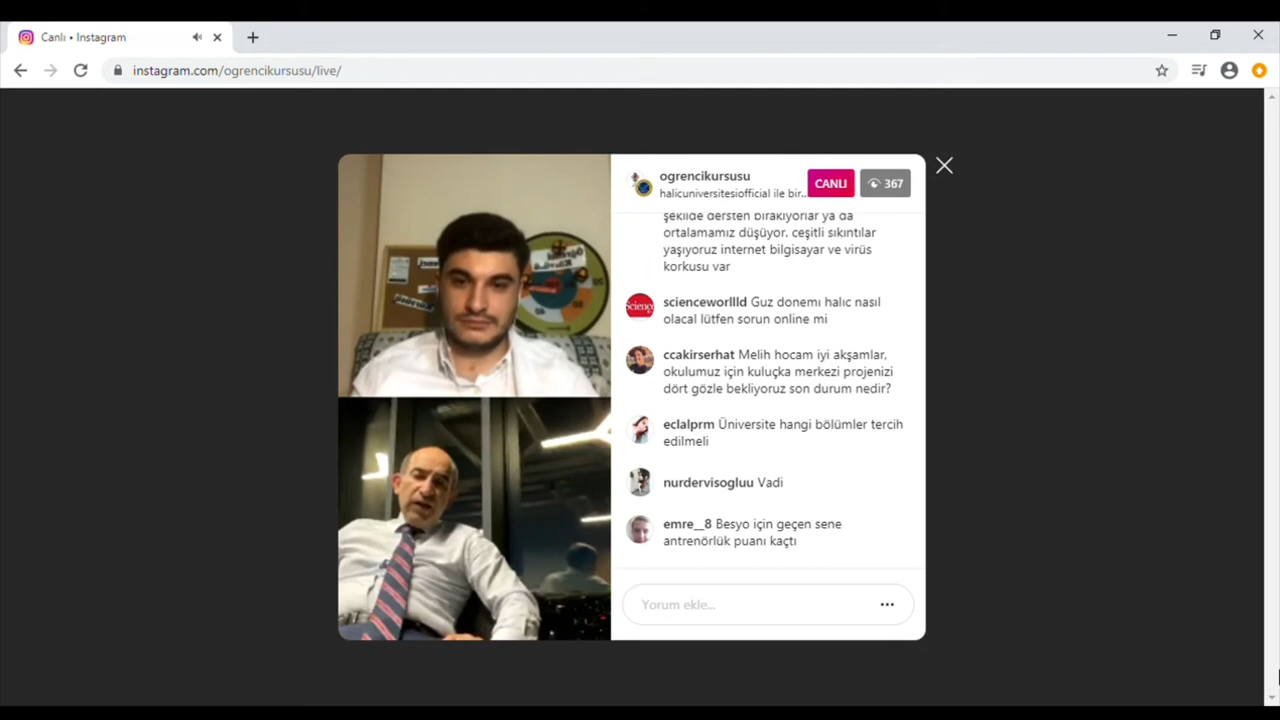 Canlı • Instagram
instagram.com/ogrencikursusu/live/
ogrencikursusu
halicuniversitesiofficial ile bir...
CANLI
367
şekilde dersten bırakıyorlar ya da
ortalamamız düşüyor. ceşitli sıkıntılar
yaşıyoruz internet bilgisayar ve virüs
korkusu var
scienceworllld Guz donemı halıc nasıl
olacal lütfen sorun online mi
ccakirserhat Melih hocam iyi akşamlar,
okulumuz için kuluçka merkezi projenizi
dört gözle bekliyoruz son durum nedir?
eclalprm Üniversite hangi bölümler tercih
edilmeli
nurdervisogluu Vadi
emre__8 Besyo için geçen sene
antrenörlük puanı kaçtı
Yorum ekle...